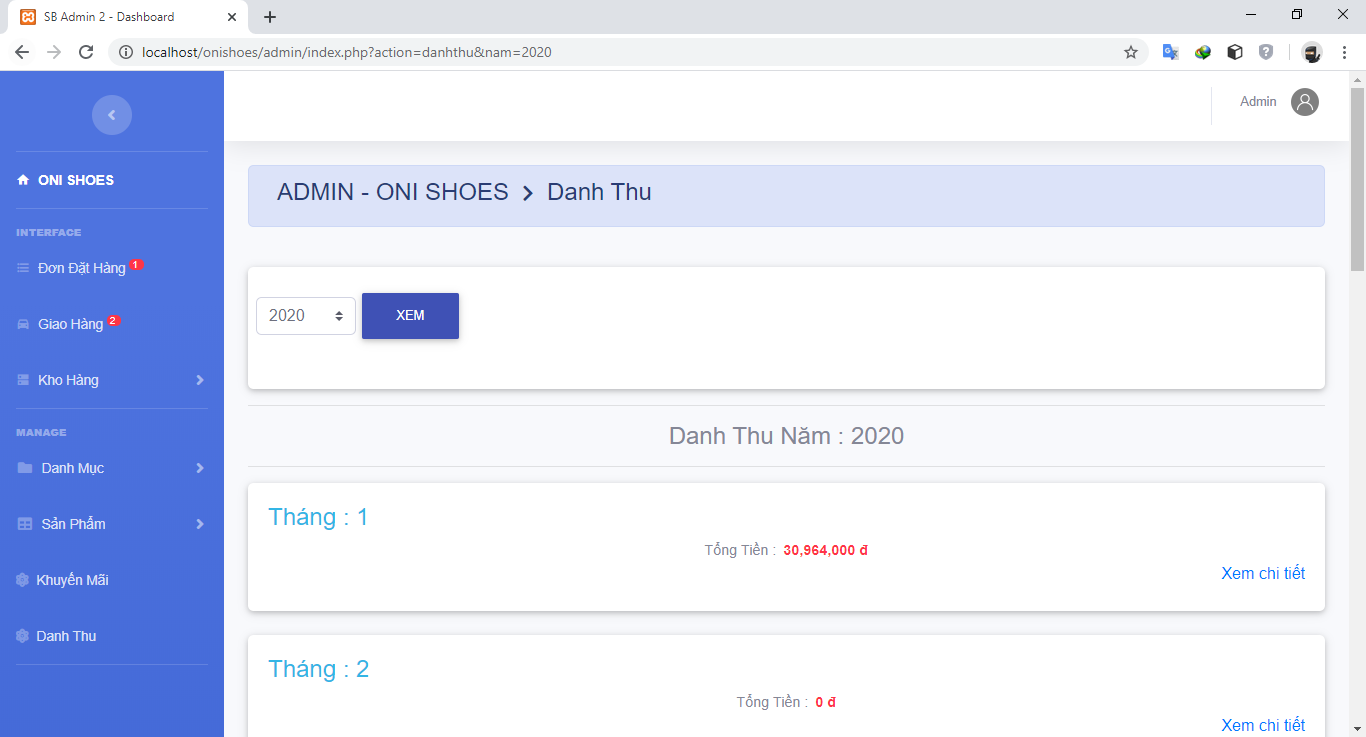 SB Admin 2 - Dashboard
localhost/onishoes/admin/index.php?action=danhthu&nam=2020
Admin
ONI SHOES
INTERFACE
Đơn Đặt Hàng 1
Giao Hàng 2
Kho Hàng
MANAGE
Danh Mục
Sản Phẩm
Khuyến Mãi
Danh Thu
ADMIN - ONI SHOES > Danh Thu
2020 XEM
Danh Thu Năm : 2020
Tháng : 1
Tổng Tiền : 30,964,000 đ
Xem chi tiết
Tháng : 2
Tổng Tiền : 0 đ
Xem chi tiết